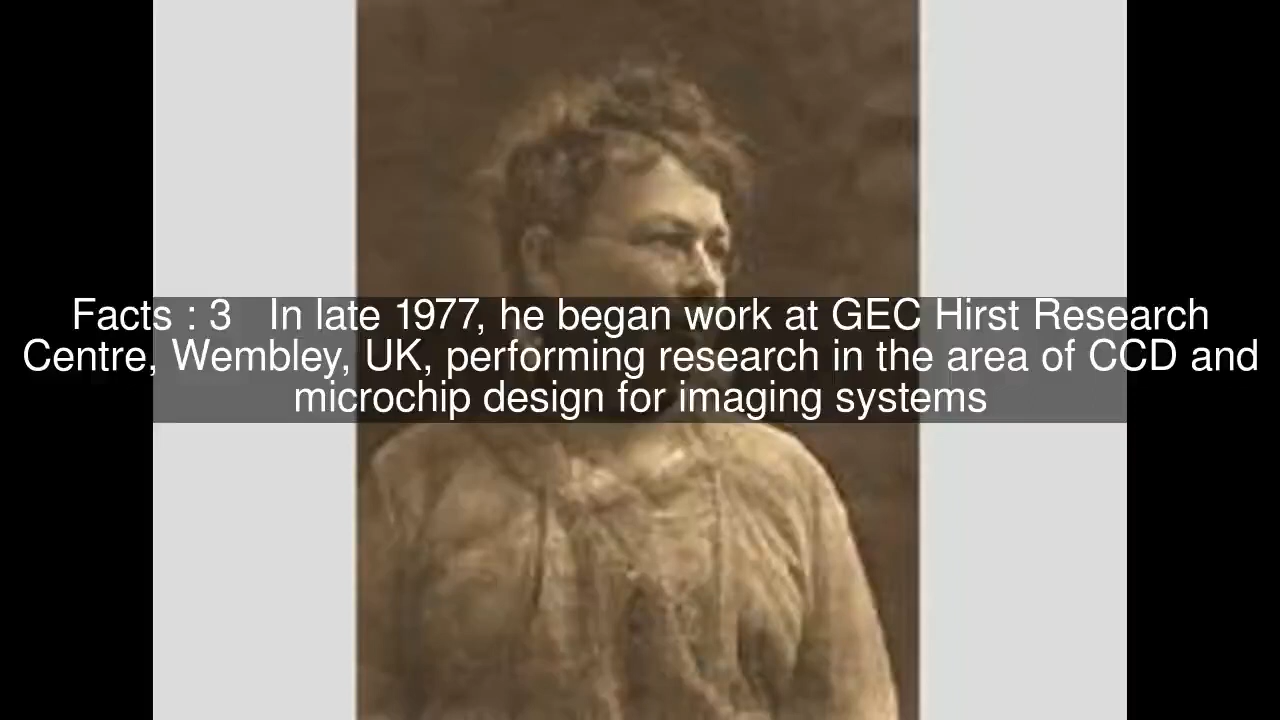 Facts : 3   In late 1977, he began work at GEC Hirst Research
Centre, Wembley, UK, performing research in the area of CCD and
microchip design for imaging systems